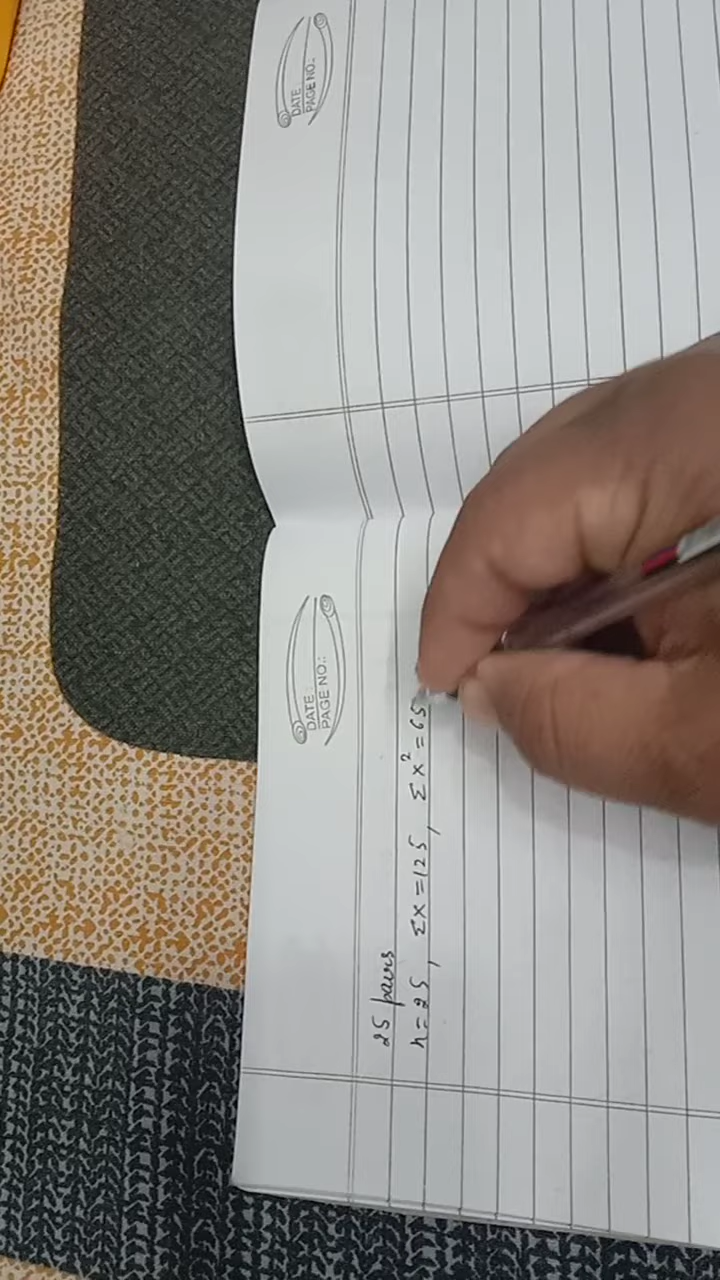 DATE
PAGE NO.:
DATE
PAGE NO.:
25 pairs
n = 25, Σx = 125, Σx² = 65